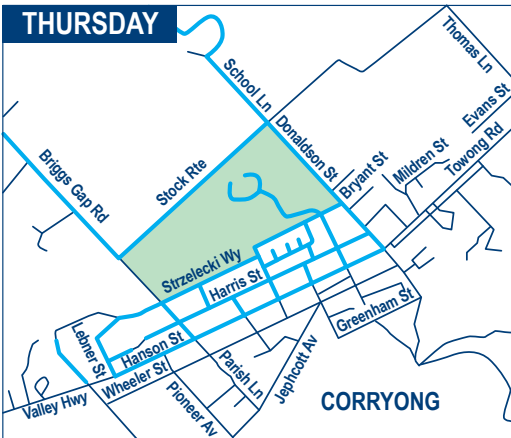 THURSDAY
Thomas Ln
School Ln
Evans St
Donaldson St
Towong Rd
Mildren St
Bryant St
Stock Rte
Briggs Gap Rd
Strzelecki Wy
Harris St
Greenham St
Lebner St
Hanson St
Wheeler St
Parish Ln
Jephcott Av
Pioneer Av
Valley Hwy
CORRYONG